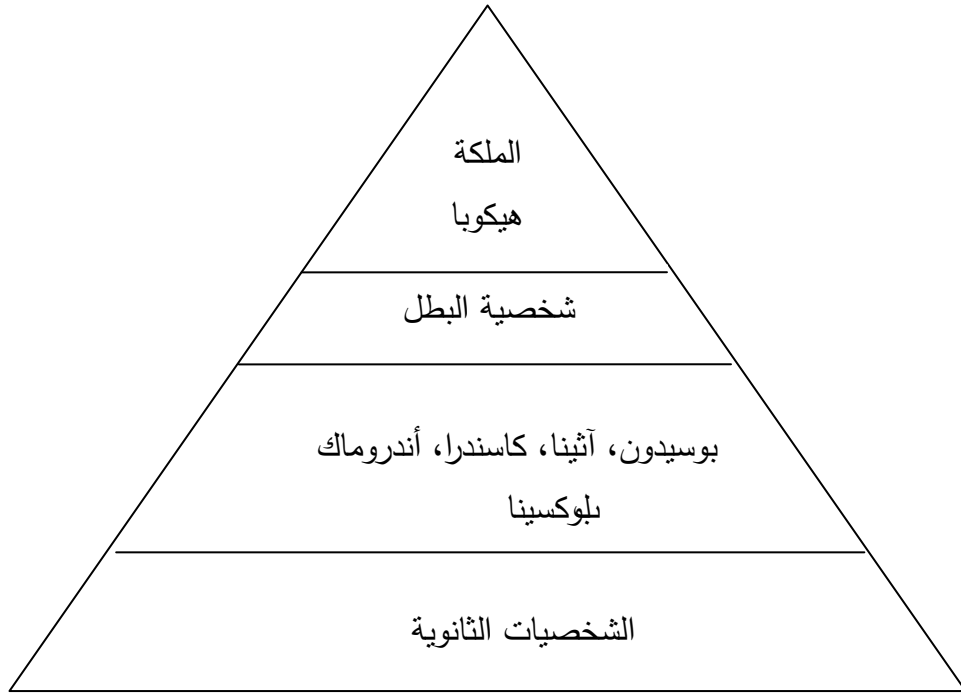 الملكة
هيكوبا
شخصية البطل
بوسيدون، آثينا، كاسندرا، أندروماك
بلوكسينا
الشخصيات الثانوية